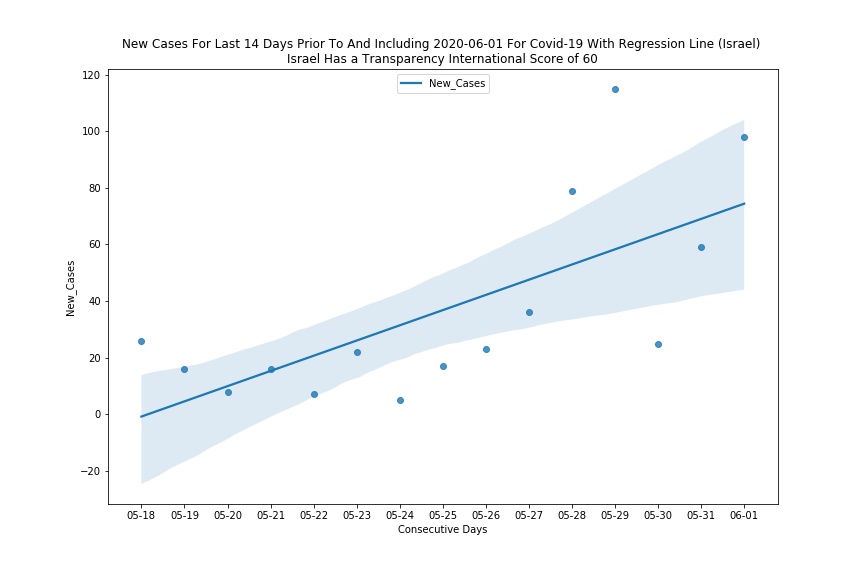 New Cases For Last 14 Days Prior To And Including 2020-06-01 For Covid-19 With Regression Line (Israel)
Israel Has a Transparency International Score of 60
New_Cases
120
100
80
60
40
20
0
−20
New_Cases
05-18 05-19 05-20 05-21 05-22 05-23 05-24 05-25 05-26 05-27 05-28 05-29 05-30 05-31 06-01
Consecutive Days